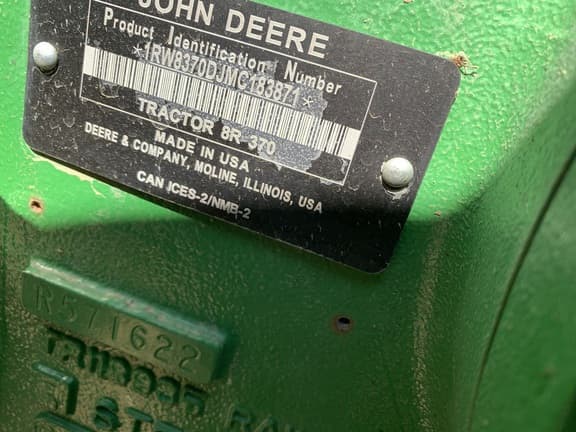 JOHN DEERE
Product Identification Number
*1RW8370DJMC183871*
TRACTOR 8R 370
MADE IN USA
DEERE & COMPANY, MOLINE, ILLINOIS, USA
CAN ICES-2/NMB-2
R571622